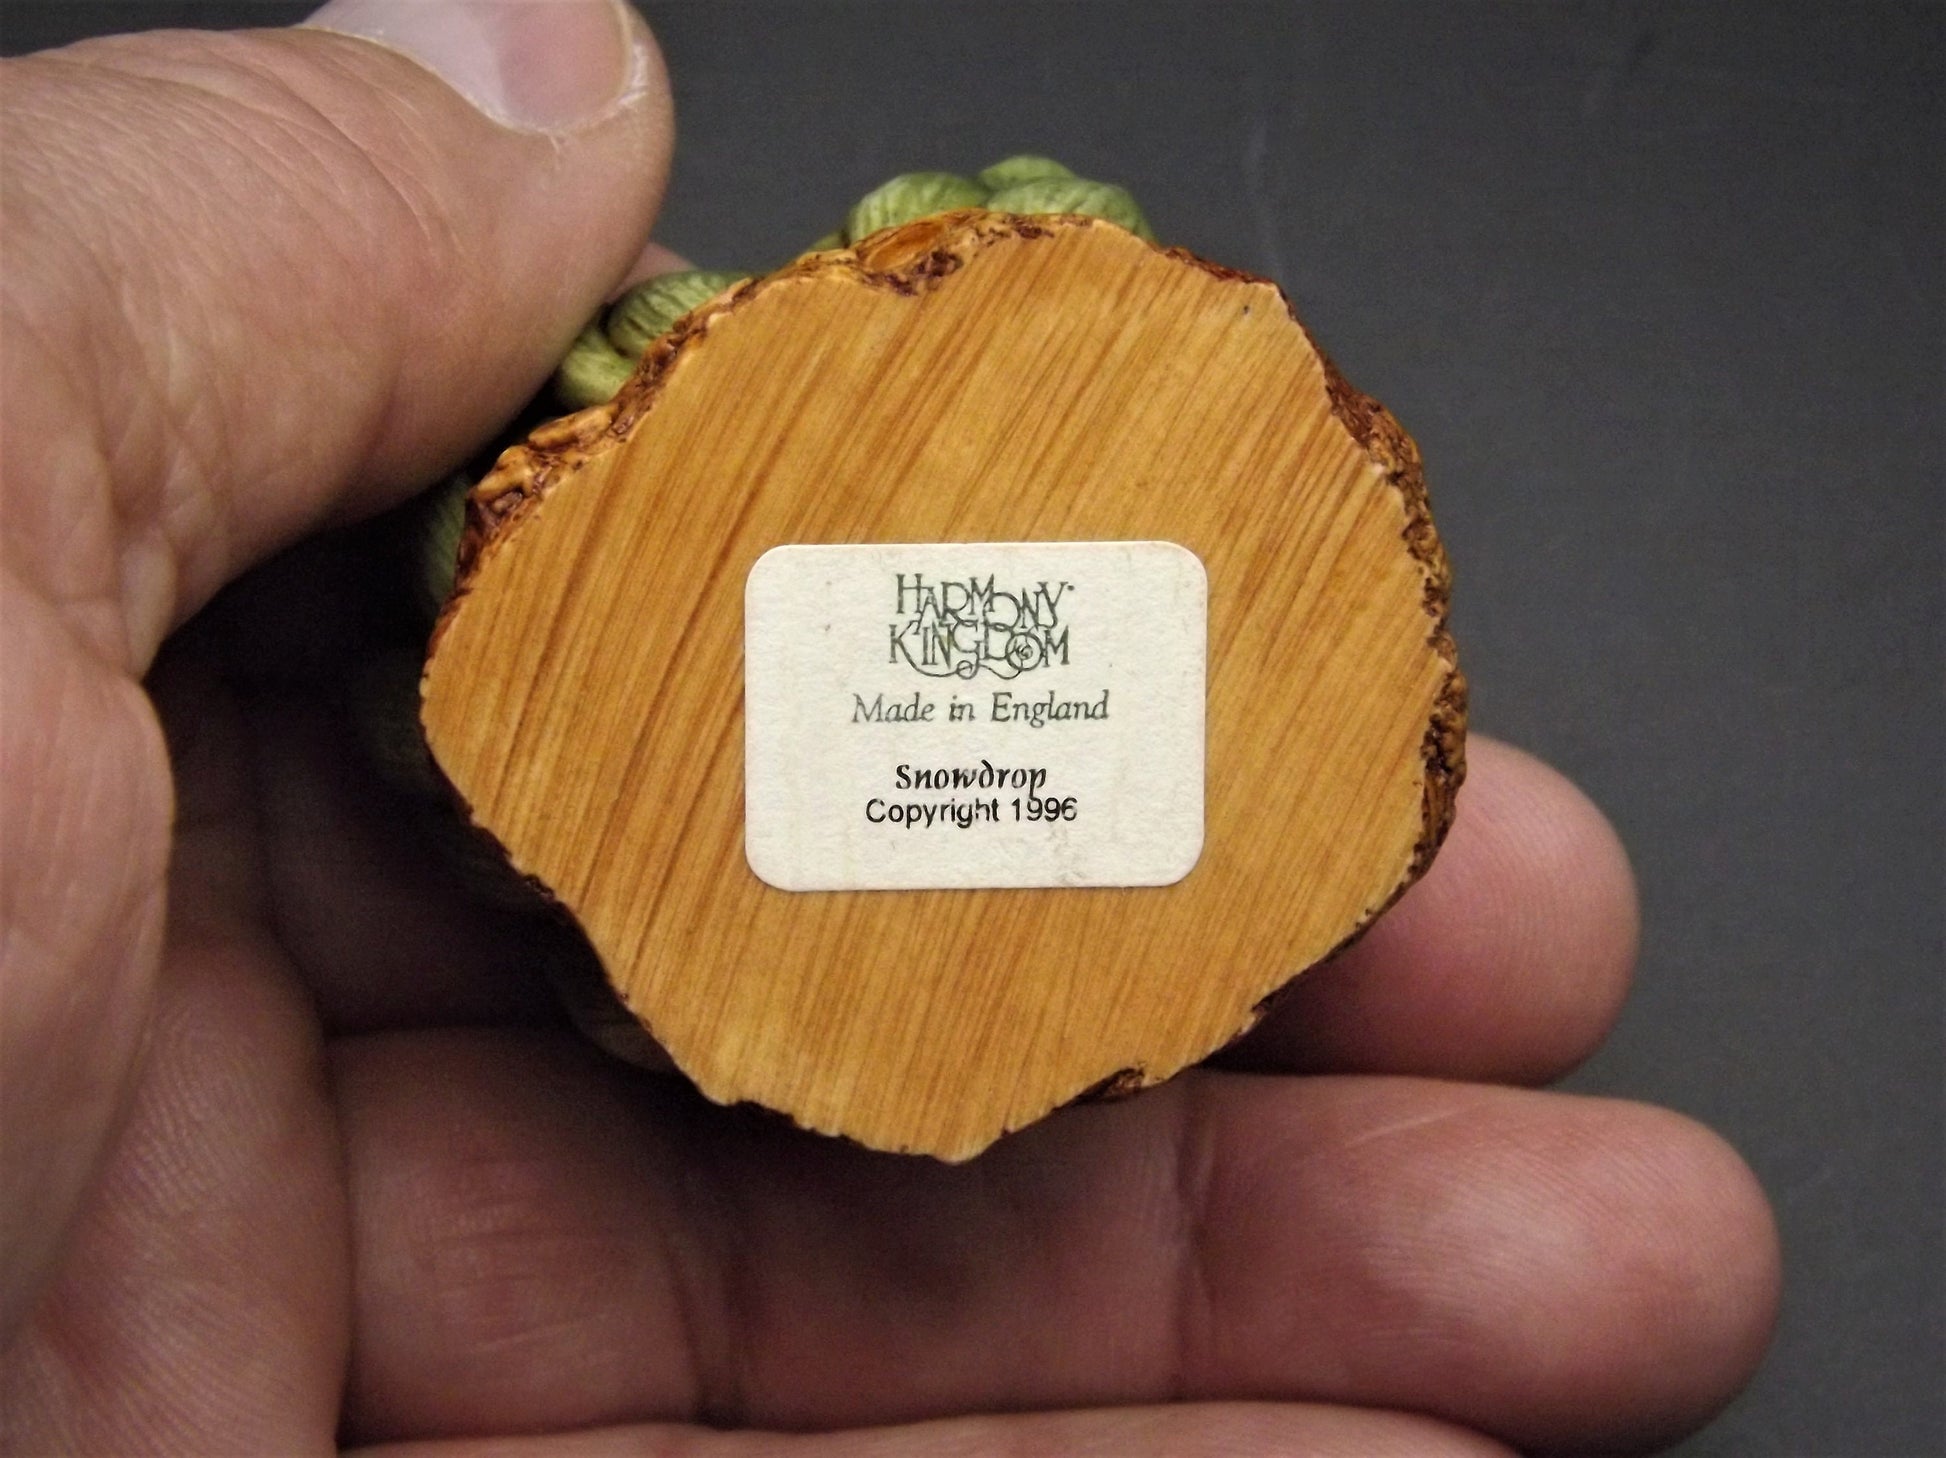 HARMONY
KINGDOM
Made in England
Snowdrop
Copyright 1996